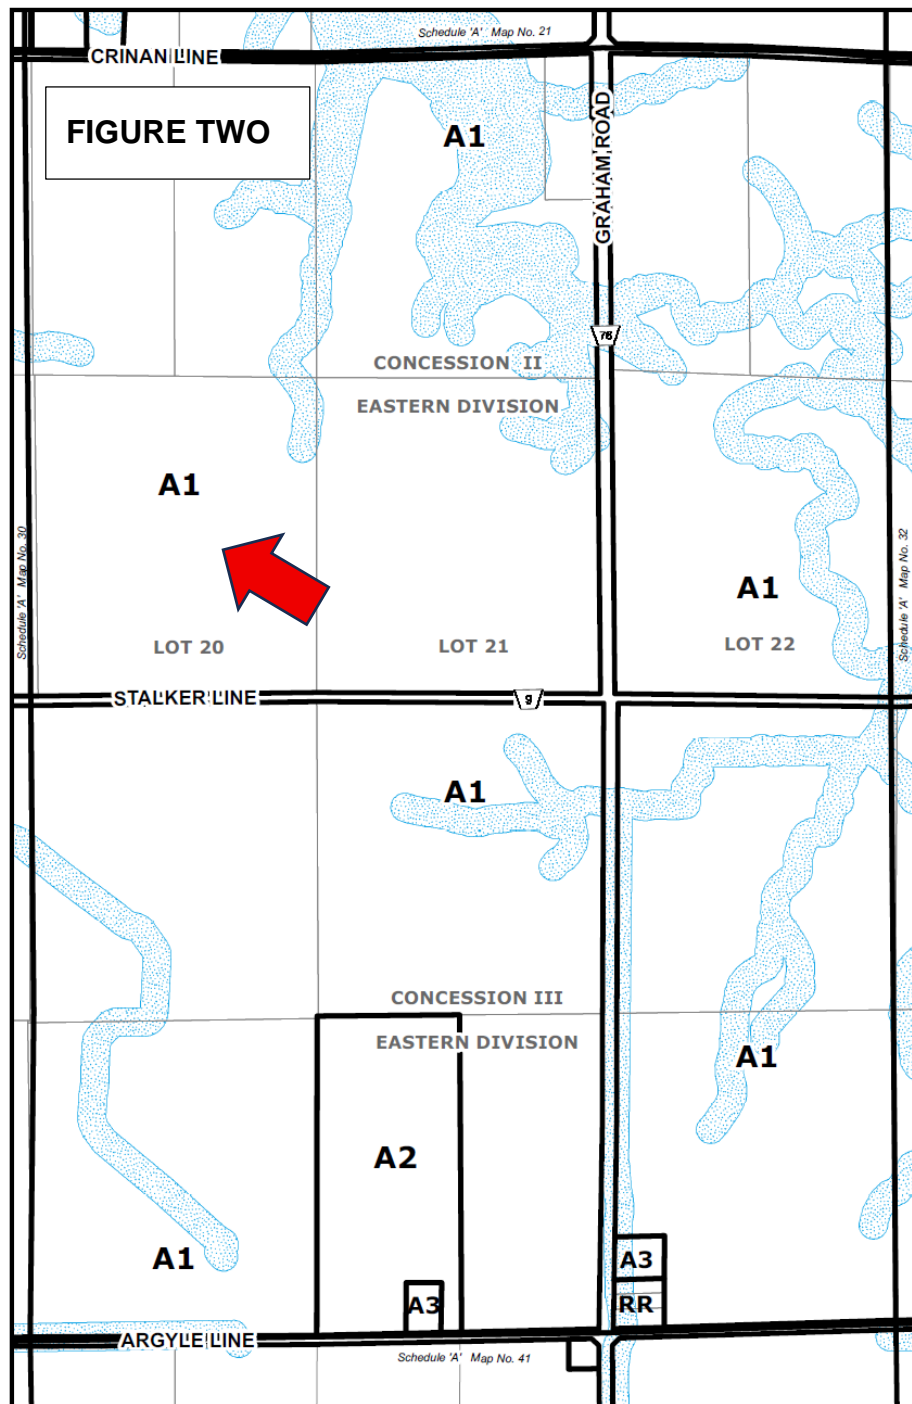 Schedule 'A' Map No. 21
CRINAN LINE
FIGURE TWO
A1
GRAHAM ROAD
76
CONCESSION II
EASTERN DIVISION
A1
Schedule 'A' Map No. 30
Schedule 'A' Map No. 32
A1
LOT 20
LOT 21
LOT 22
STALKER LINE
9
A1
CONCESSION III
EASTERN DIVISION
A1
A2
A1
A3
A3
RR
ARGYLE LINE
Schedule 'A' Map No. 41